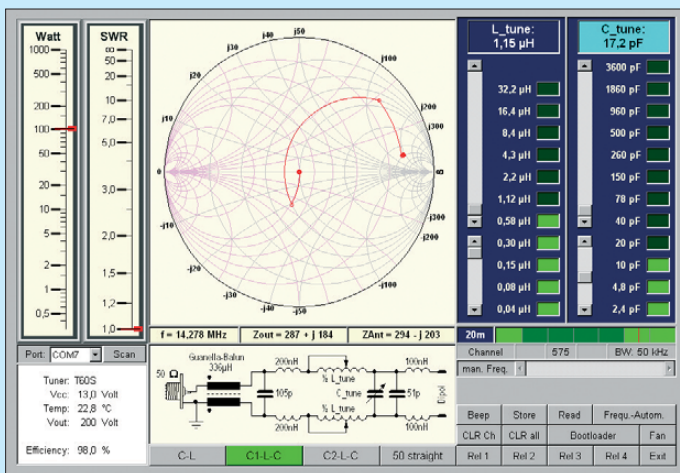 Watt
1000
500
200
100
50
20
10
5
2
1
0,5
SWR
∞
50
20
10
7,0
5,0
3,0
2,0
1,5
1,2
1,0
j50
j30
j100
j20
j200
j10
j300
0
-j10
-j300
-j20
-j200
-j30
-j100
-j50
L_tune:
1,15 µH
32,2 µH
16,4 µH
8,4 µH
4,3 µH
2,2 µH
1,12 µH
0,58 µH
0,30 µH
0,15 µH
0,08 µH
0,04 µH
C_tune:
17,2 pF
3600 pF
1860 pF
960 pF
500 pF
260 pF
150 pF
78 pF
40 pF
20 pF
10 pF
4,8 pF
2,4 pF
f = 14,278 MHz
Zout = 287 + j 184
ZAnt = 294 - j 203
20m
Channel 575 BW. 50 kHz
man. Freq.
Port: COM7 Scan
Tuner: T60S
Vcc: 13,0 Volt
Temp: 22,8 °C
Vout: 200 Volt
Efficiency: 98,0 %
Guanella-Balun
336µH
50 Ω
105p
200nH
200nH
½ L_tune
C_tune
½ L_tune
51p
100nH
100nH
Dipol
C-L C1-L-C C2-L-C 50 straight
Beep Store Read Frequ.-Autom.
CLR Ch CLR all Bootloader Fan
Rel 1 Rel 2 Rel 3 Rel 4 Exit